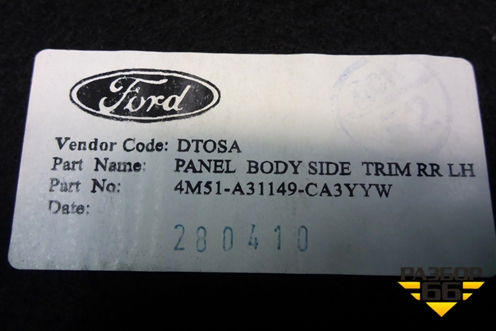 Ford
Vendor Code: DTOSA
Part Name: PANEL BODY SIDE TRIM RR LH
Part No: 4M51-A31149-CA3YYW
Date:
280410
РАЗБОР
66